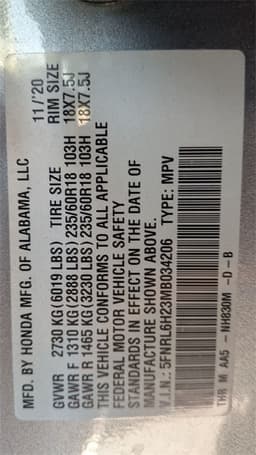 MFD. BY HONDA MFG. OF ALABAMA, LLC 11/'20
GVWR 2730 KG(6019 LBS) TIRE SIZE RIM SIZE
GAWR F 1310 KG(2888 LBS)235/60R18 103H 18X7.5J
GAWR R 1465 KG(3230 LBS)235/60R18 103H 18X7.5J
THIS VEHICLE CONFORMS TO ALL APPLICABLE
FEDERAL MOTOR VEHICLE SAFETY
STANDARDS IN EFFECT ON THE DATE OF
MANUFACTURE SHOWN ABOVE.
V.I.N.: 5FNRL6H23MB034206 TYPE: MPV
THR M AA5 -NH830M -D-B